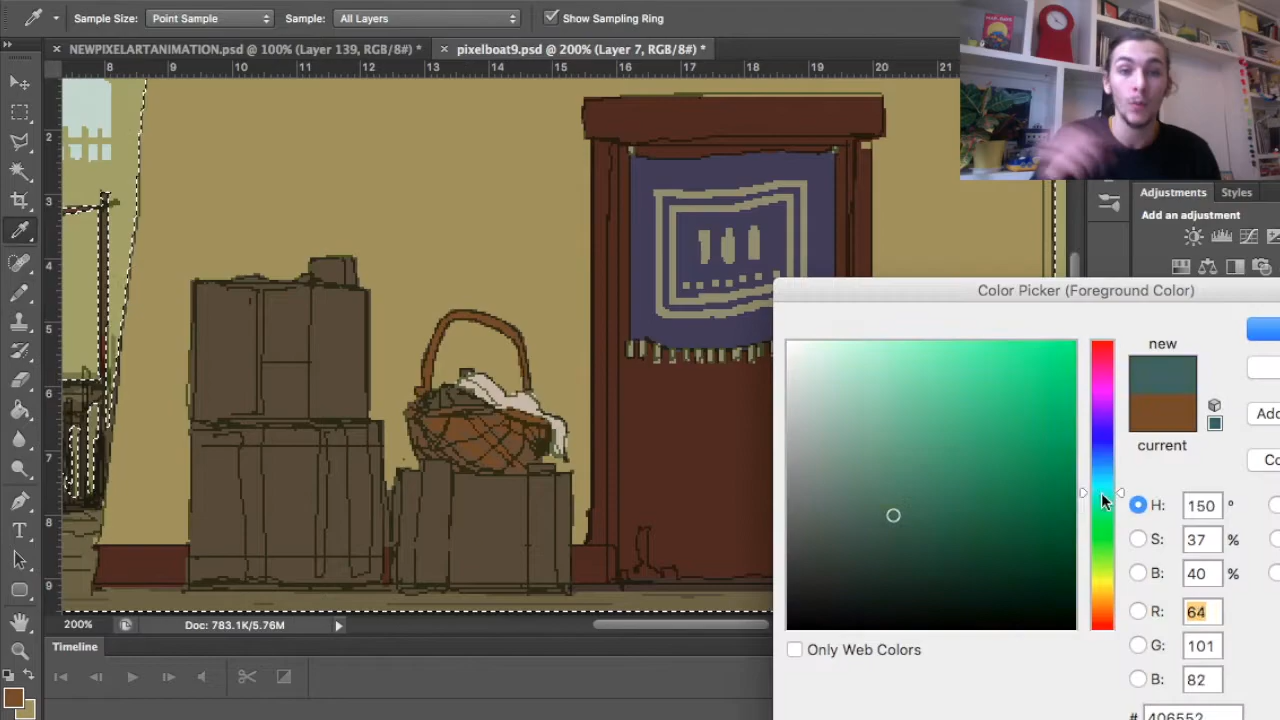 Sample Size: Point Sample Sample: All Layers Show Sampling Ring
NEWPIXELARTANIMATION.psd @ 100% (Layer 139, RGB/8#) * pixelboat9.psd @ 200% (Layer 7, RGB/8#) *
8 9 10 11 12 13 14 15 16 17 18 19 20 21
2
3
4
5
6
7
8
9
Adjustments Styles
Add an adjustment
Color Picker (Foreground Color)
new
current
Add
Co
H: 150 °
S: 37 %
B: 40 %
R: 64
G: 101
B: 82
# 406552
Only Web Colors
200% Doc: 783.1K/5.76M
Timeline